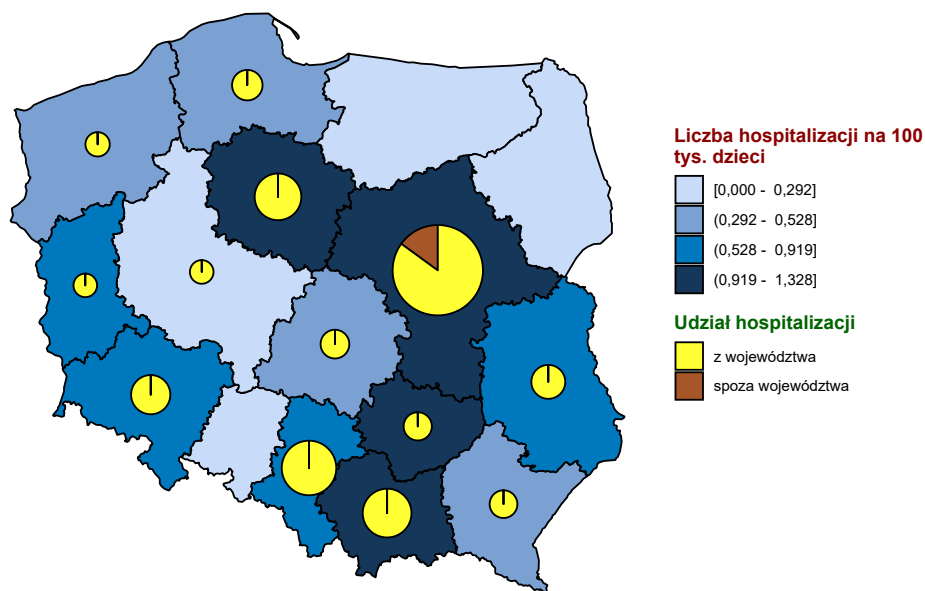 Liczba hospitalizacji na 100
tys. dzieci
[0,000 - 0,292]
(0,292 - 0,528]
(0,528 - 0,919]
(0,919 - 1,328]
Udział hospitalizacji
z województwa
spoza województwa